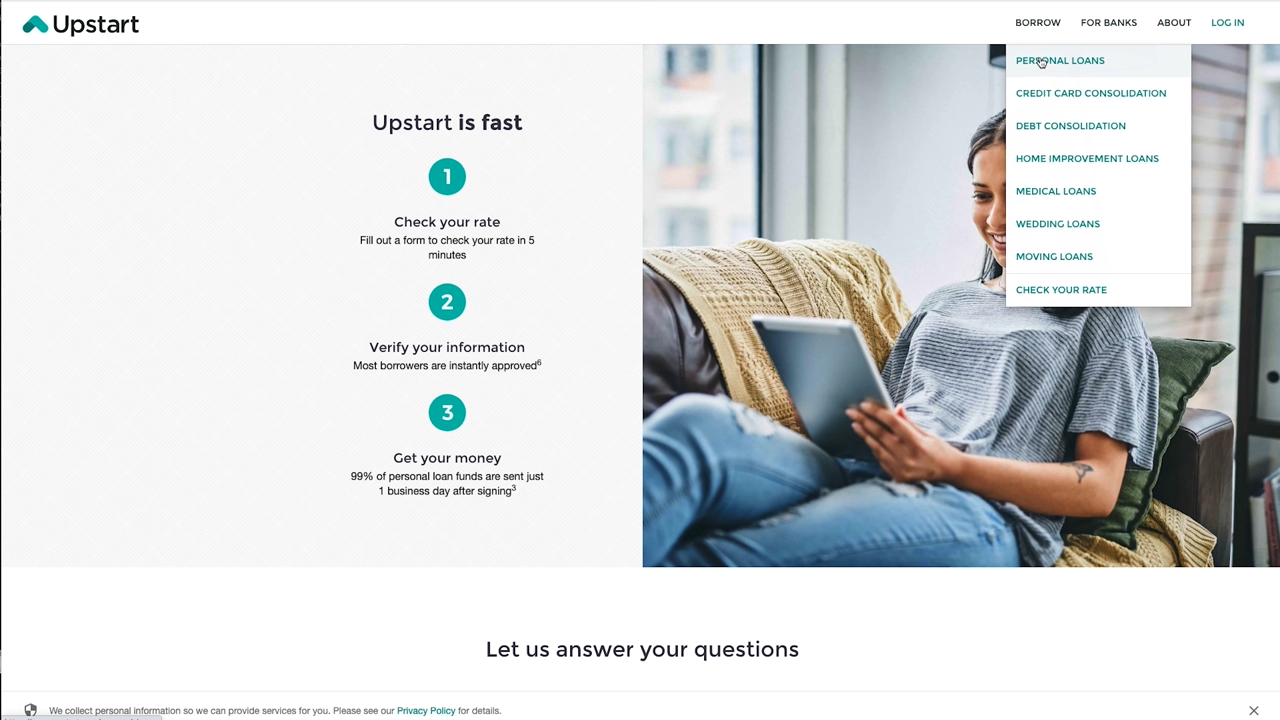 Upstart
BORROW FOR BANKS ABOUT LOG IN
PERSONAL LOANS
CREDIT CARD CONSOLIDATION
DEBT CONSOLIDATION
HOME IMPROVEMENT LOANS
MEDICAL LOANS
WEDDING LOANS
MOVING LOANS
CHECK YOUR RATE
Upstart is fast
1
Check your rate
Fill out a form to check your rate in 5
minutes
2
Verify your information
Most borrowers are instantly approved6
3
Get your money
99% of personal loan funds are sent just
1 business day after signing3
Let us answer your questions
We collect personal information so we can provide services for you. Please see our Privacy Policy for details.